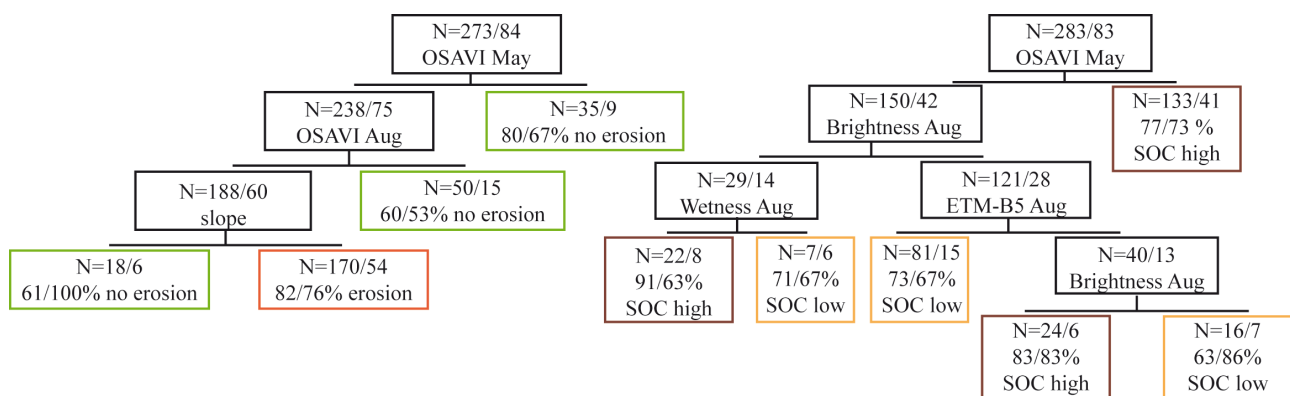 N=273/84
OSAVI May
N=238/75
OSAVI Aug
N=35/9
80/67% no erosion
N=188/60
slope
N=50/15
60/53% no erosion
N=18/6
61/100% no erosion
N=170/54
82/76% erosion
N=283/83
OSAVI May
N=150/42
Brightness Aug
N=133/41
77/73 %
SOC high
N=29/14
Wetness Aug
N=121/28
ETM-B5 Aug
N=22/8
91/63%
SOC high
N=7/6
71/67%
SOC low
N=81/15
73/67%
SOC low
N=40/13
Brightness Aug
N=24/6
83/83%
SOC high
N=16/7
63/86%
SOC low